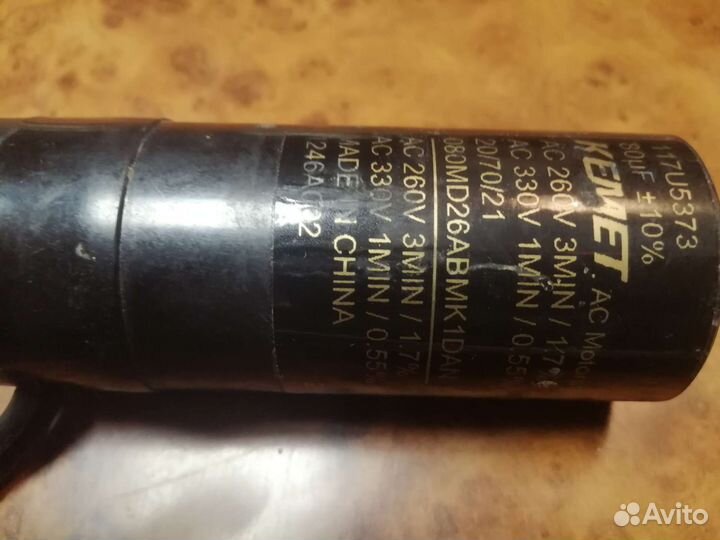 117U5373
80uF ±10%
KEMET AC Motor
AC 260V 3MIN / 1.7%
AC 330V 1MIN / 0.55%
20/70/21
080MD26ABMK1DAN
AC 260V 3MIN / 1.7%
AC 330V 1MIN / 0.55%
MADE IN CHINA
Avito